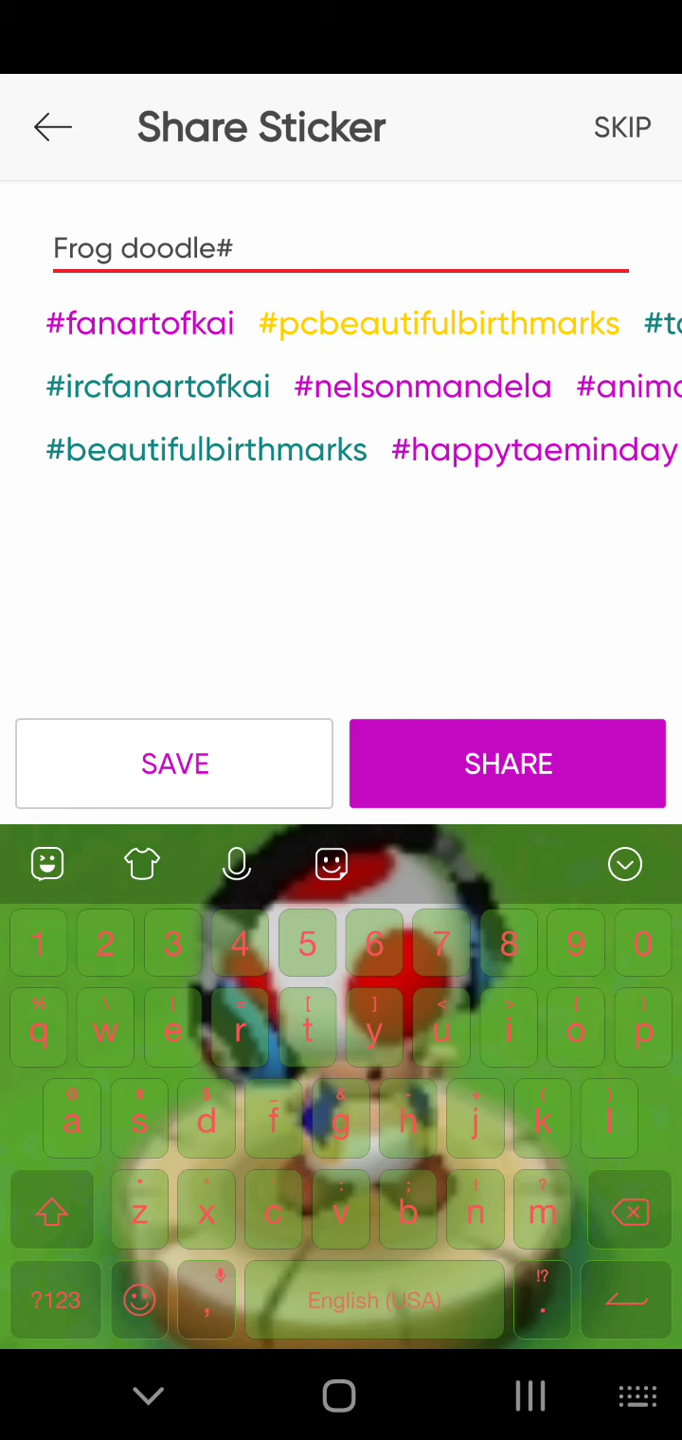 Share Sticker SKIP
Frog doodle#
#fanartofkai #pcbeautifulbirthmarks
#ircfanartofkai #nelsonmandela
#beautifulbirthmarks #happytaeminday
SAVE SHARE
1 2 3 4 5 6 7 8 9 0
q w e r t y u i o p
a s d f g h j k l
z x c v b n m
?123 , English (USA) !? .